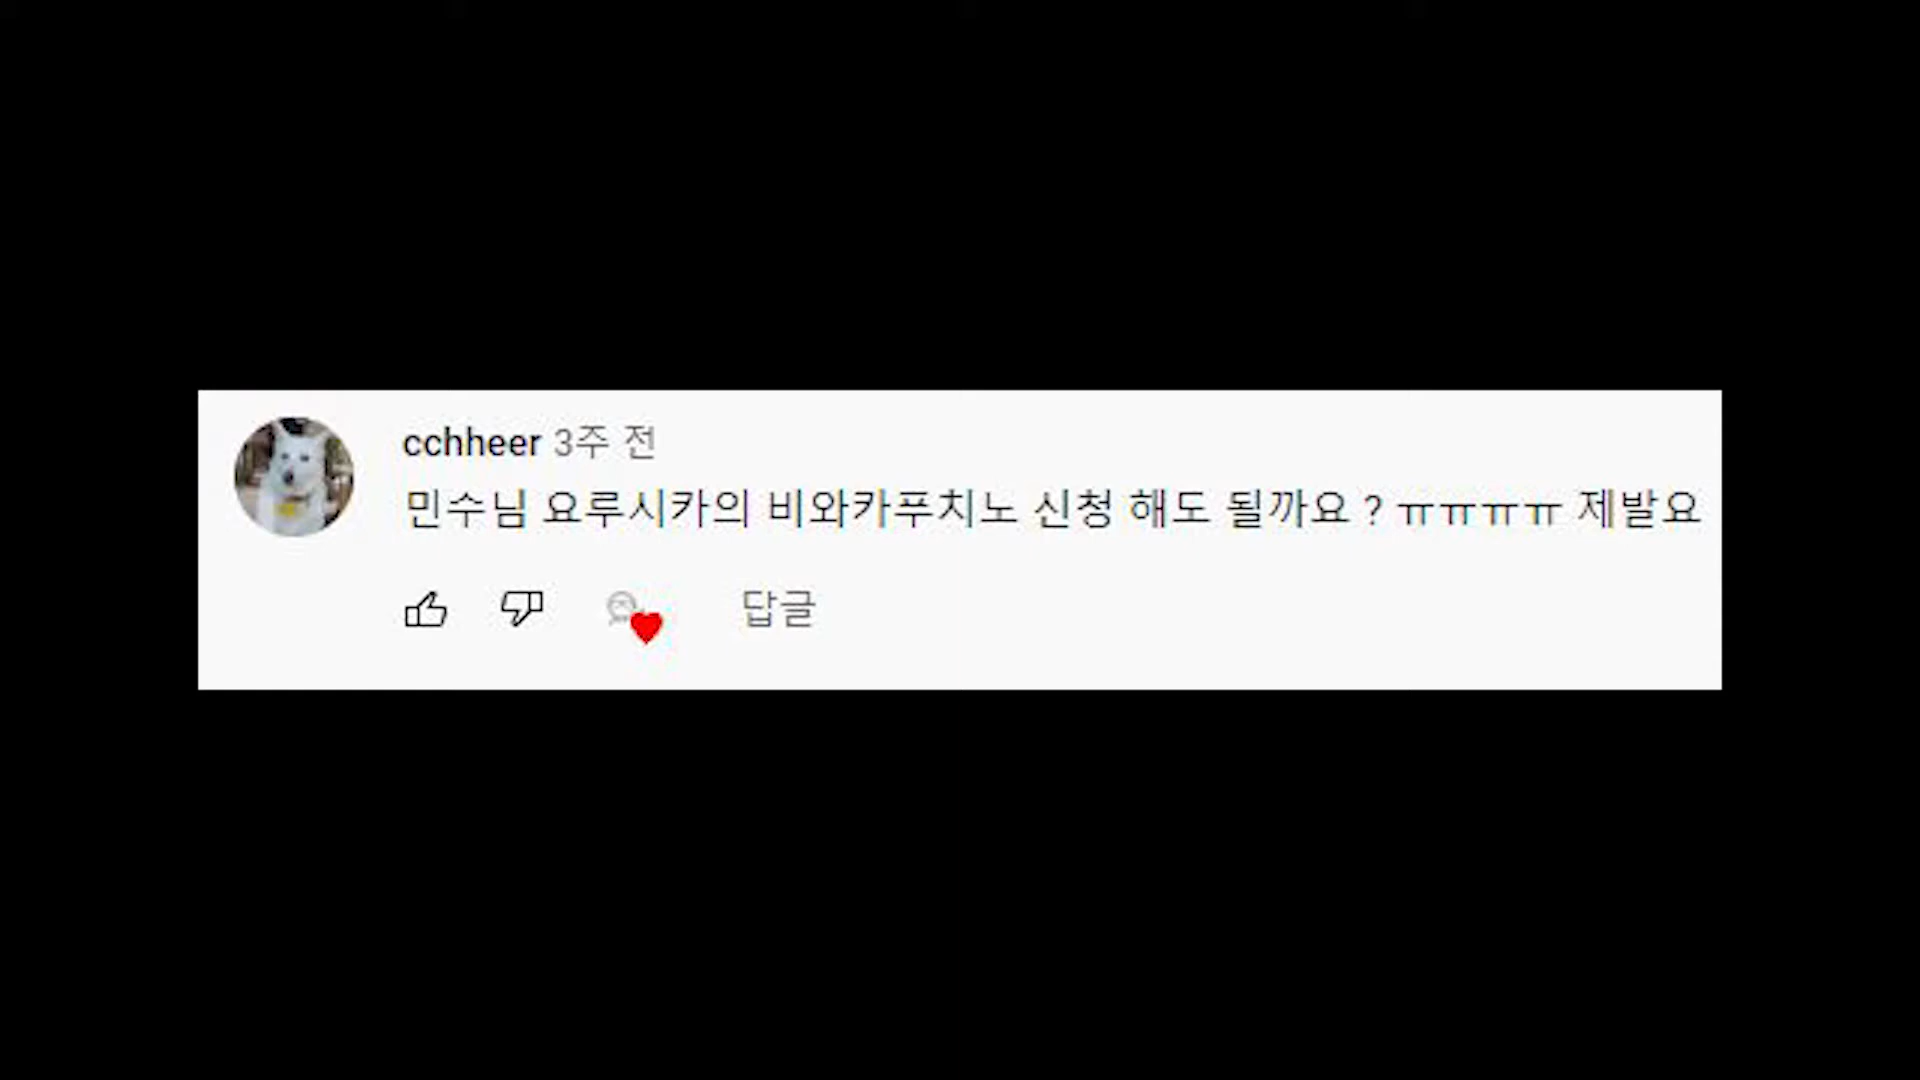 cchheer 3주 전
민수님 요루시카의 비와카푸치노 신청 해도 될까요 ? ㅠㅠㅠㅠ 제발요
답글